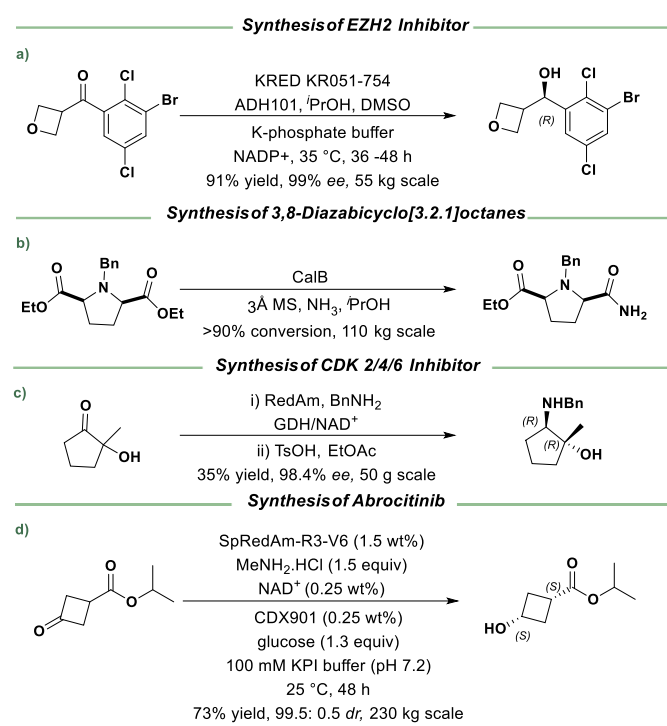 Synthesis of EZH2 Inhibitor
a)
O
Cl
Br
O
Cl
KRED KR051-754
ADH101, iPrOH, DMSO
K-phosphate buffer
NADP+, 35 °C, 36 -48 h
91% yield, 99% ee, 55 kg scale
OH
Cl
Br
(R)
O
Cl
Synthesis of 3,8-Diazabicyclo[3.2.1]octanes
b)
Bn
O
N
O
EtO
OEt
CalB
3Å MS, NH3, iPrOH
>90% conversion, 110 kg scale
Bn
O
N
O
EtO
NH2
Synthesis of CDK 2/4/6 Inhibitor
c)
O
OH
i) RedAm, BnNH2
GDH/NAD+
ii) TsOH, EtOAc
35% yield, 98.4% ee, 50 g scale
NHBn
(R)
(R)
OH
Synthesis of Abrocitinib
d)
O
O
O
SpRedAm-R3-V6 (1.5 wt%)
MeNH2.HCl (1.5 equiv)
NAD+ (0.25 wt%)
CDX901 (0.25 wt%)
glucose (1.3 equiv)
100 mM KPI buffer (pH 7.2)
25 °C, 48 h
73% yield, 99.5: 0.5 dr, 230 kg scale
O
(S)
O
HO
(S)